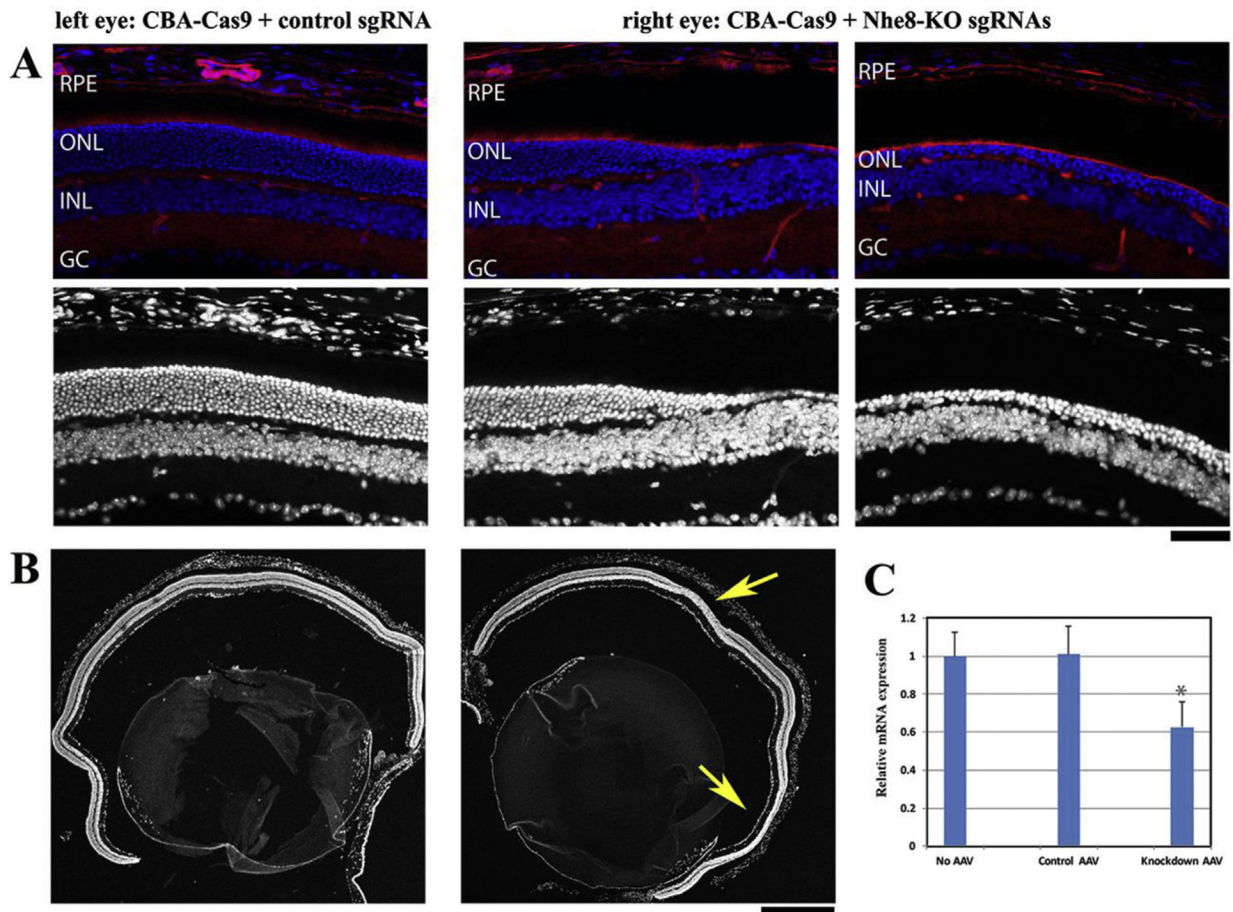 left eye: CBA-Cas9 + control sgRNA
right eye: CBA-Cas9 + Nhe8-KO sgRNAs
A
RPE
ONL
INL
GC
RPE
ONL
INL
GC
RPE
ONL
INL
GC
B
C
Relative mRNA expression
1.2
1
0.8
0.6
0.4
0.2
0
*
No AAV
Control AAV
Knockdown AAV